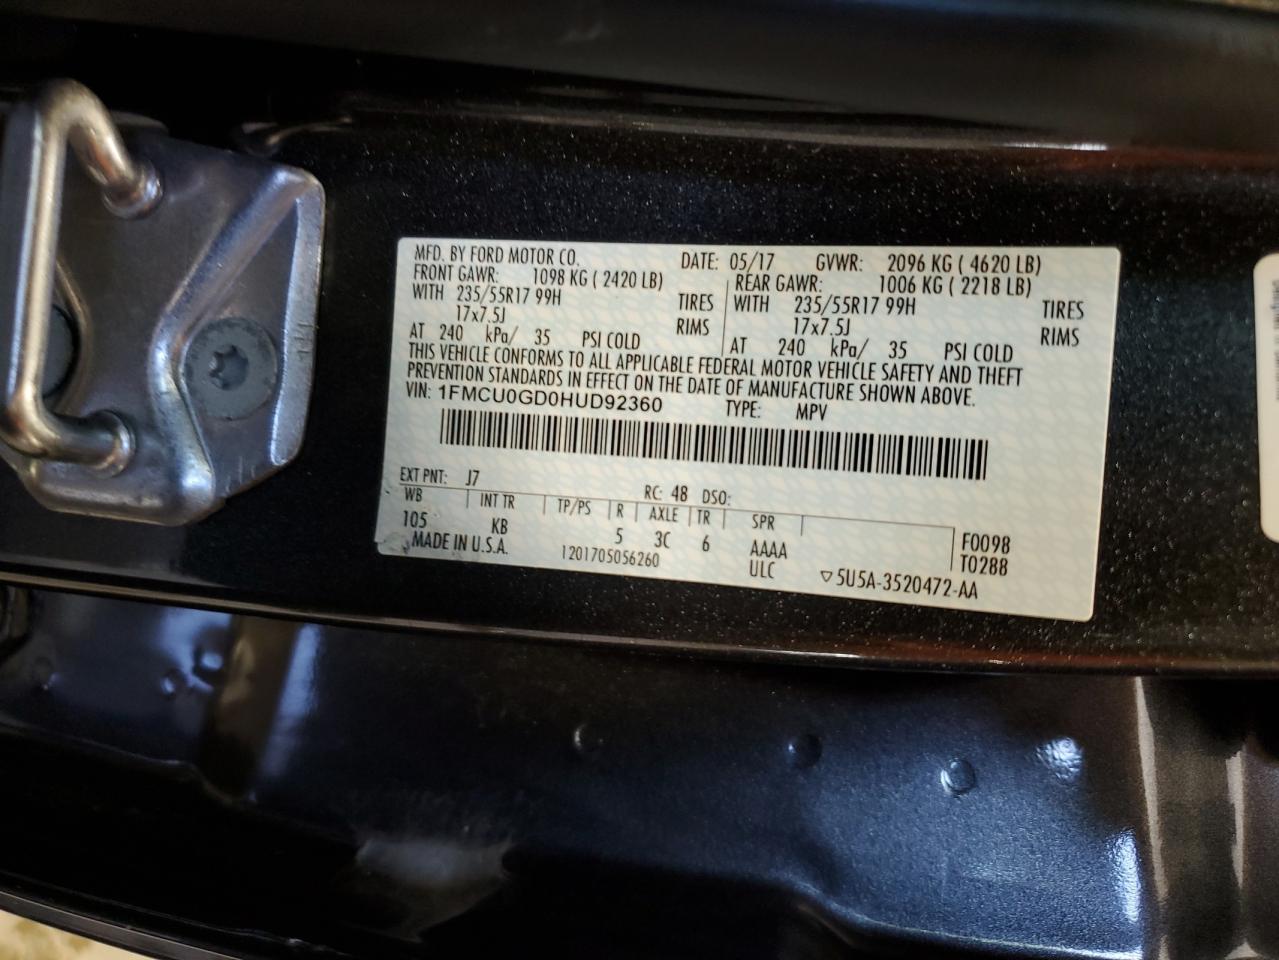 MFD. BY FORD MOTOR CO. DATE: 05/17 GVWR: 2096 KG ( 4620 LB)
FRONT GAWR: 1098 KG ( 2420 LB) REAR GAWR: 1006 KG ( 2218 LB)
WITH 235/55R17 99H TIRES WITH 235/55R17 99H TIRES
17x7.5J RIMS 17x7.5J RIMS
AT 240 kPa/ 35 PSI COLD AT 240 kPa/ 35 PSI COLD
THIS VEHICLE CONFORMS TO ALL APPLICABLE FEDERAL MOTOR VEHICLE SAFETY AND THEFT
PREVENTION STANDARDS IN EFFECT ON THE DATE OF MANUFACTURE SHOWN ABOVE.
VIN: 1FMCU0GD0HUD92360 TYPE: MPV
EXT PNT: J7 RC: 48 DSO:
WB INT TR TP/PS R AXLE TR SPR
105 KB 5 3C 6 AAAA F0098
MADE IN U.S.A. 1201705056260 ULC T0288
▽5U5A-3520472-AA